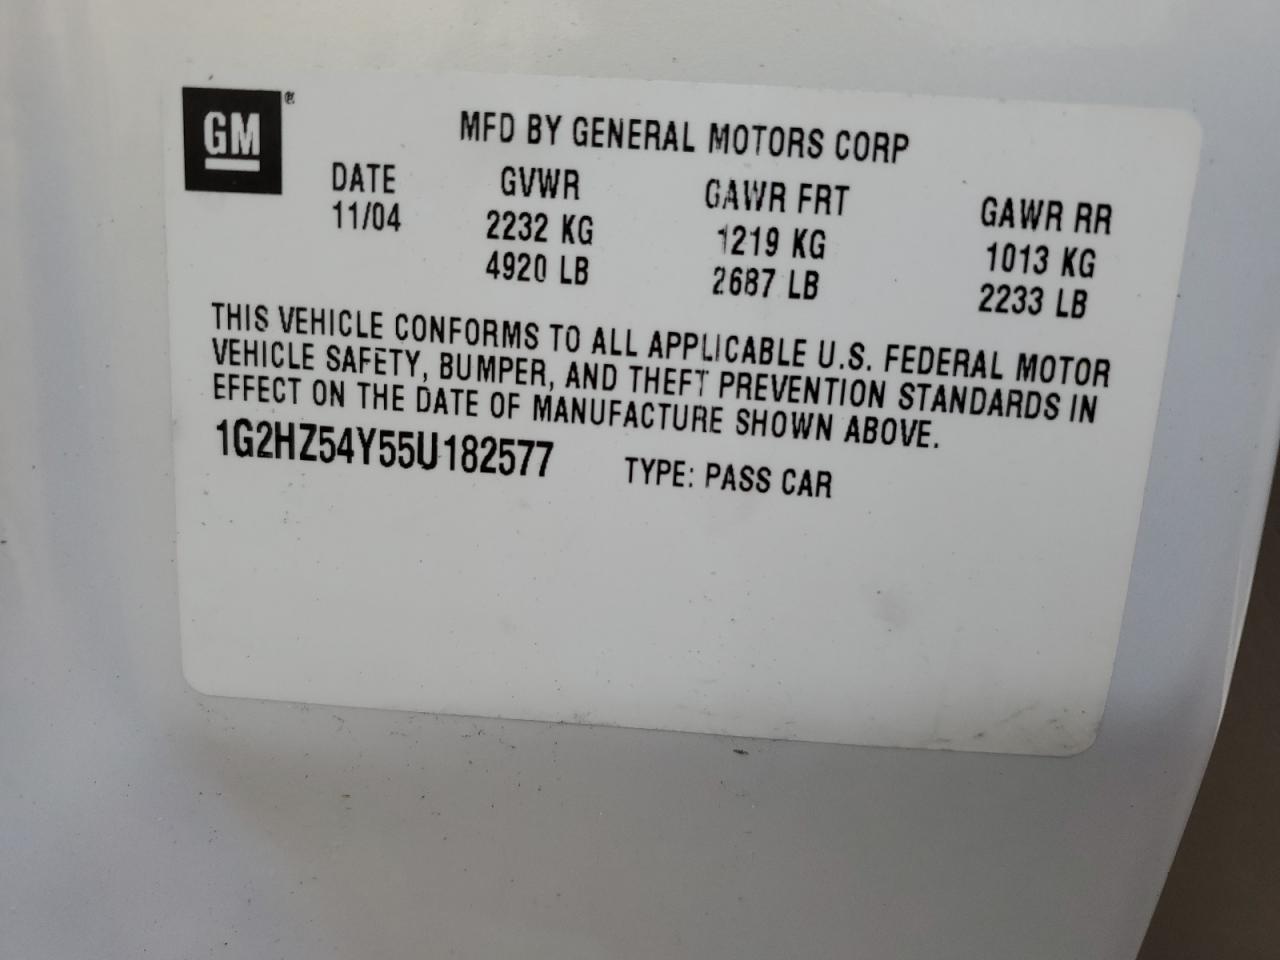 GM®
MFD BY GENERAL MOTORS CORP
DATE GVWR GAWR FRT GAWR RR
11/04 2232 KG 1219 KG 1013 KG
4920 LB 2687 LB 2233 LB
THIS VEHICLE CONFORMS TO ALL APPLICABLE U.S. FEDERAL MOTOR
VEHICLE SAFETY, BUMPER, AND THEFT PREVENTION STANDARDS IN
EFFECT ON THE DATE OF MANUFACTURE SHOWN ABOVE.
1G2HZ54Y55U182577 TYPE: PASS CAR